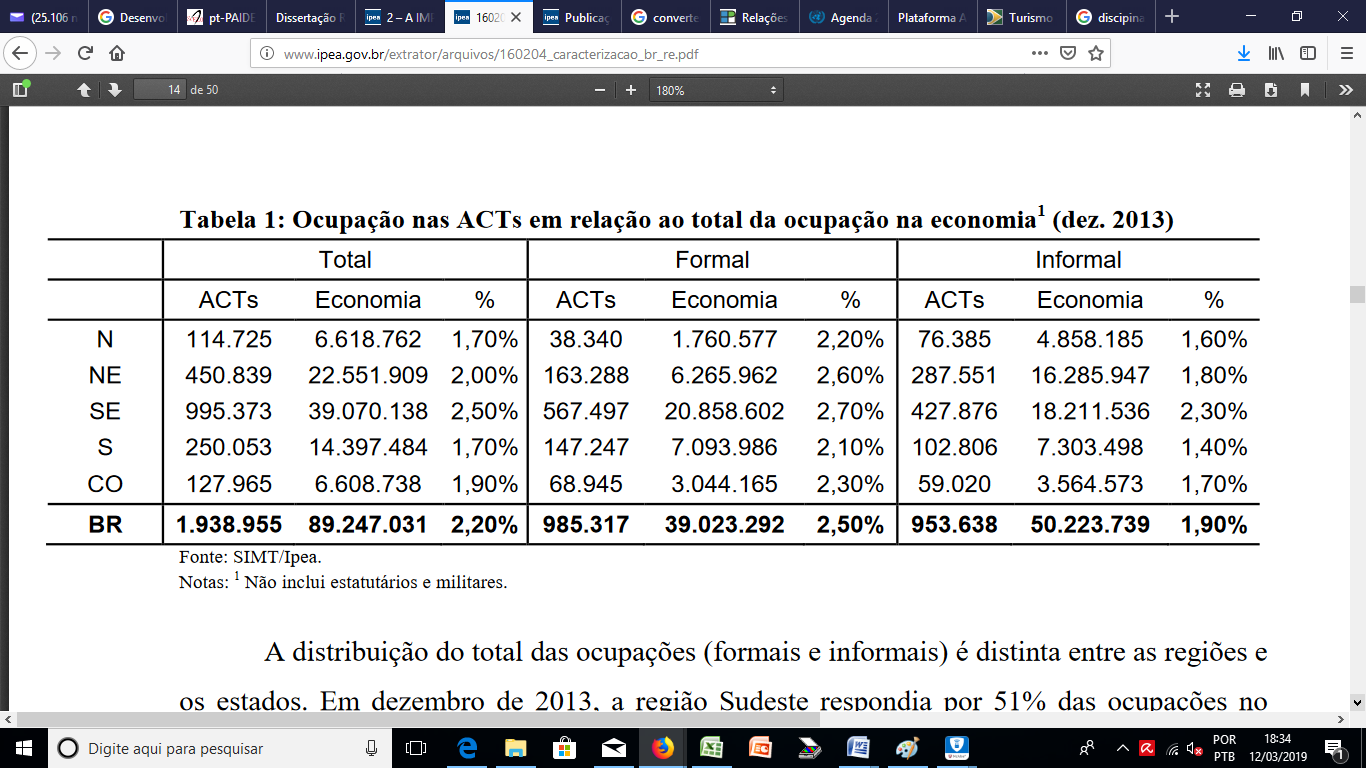 (25.106 n
Desenvol
pt-PAIDE
Dissertação R
ipea 2 – A IMI
ipea 1602
ipea Publicaç
converte
Relações
Agenda 2
Plataforma A
Turismo
discipina
www.ipea.gov.br/extrator/arquivos/160204_caracterizacao_br_re.pdf
14 de 50 180%
Tabela 1: Ocupação nas ACTs em relação ao total da ocupação na economia¹ (dez. 2013)
Total Formal Informal
ACTs Economia % ACTs Economia % ACTs Economia %
N 114.725 6.618.762 1,70% 38.340 1.760.577 2,20% 76.385 4.858.185 1,60%
NE 450.839 22.551.909 2,00% 163.288 6.265.962 2,60% 287.551 16.285.947 1,80%
SE 995.373 39.070.138 2,50% 567.497 20.858.602 2,70% 427.876 18.211.536 2,30%
S 250.053 14.397.484 1,70% 147.247 7.093.986 2,10% 102.806 7.303.498 1,40%
CO 127.965 6.608.738 1,90% 68.945 3.044.165 2,30% 59.020 3.564.573 1,70%
BR 1.938.955 89.247.031 2,20% 985.317 39.023.292 2,50% 953.638 50.223.739 1,90%
Fonte: SIMT/Ipea.
Notas: ¹ Não inclui estatutários e militares.
A distribuição do total das ocupações (formais e informais) é distinta entre as regiões e
os estados. Em dezembro de 2013, a região Sudeste respondia por 51% das ocupações no
Digite aqui para pesquisar
POR 18:34
PTB 12/03/2019
1